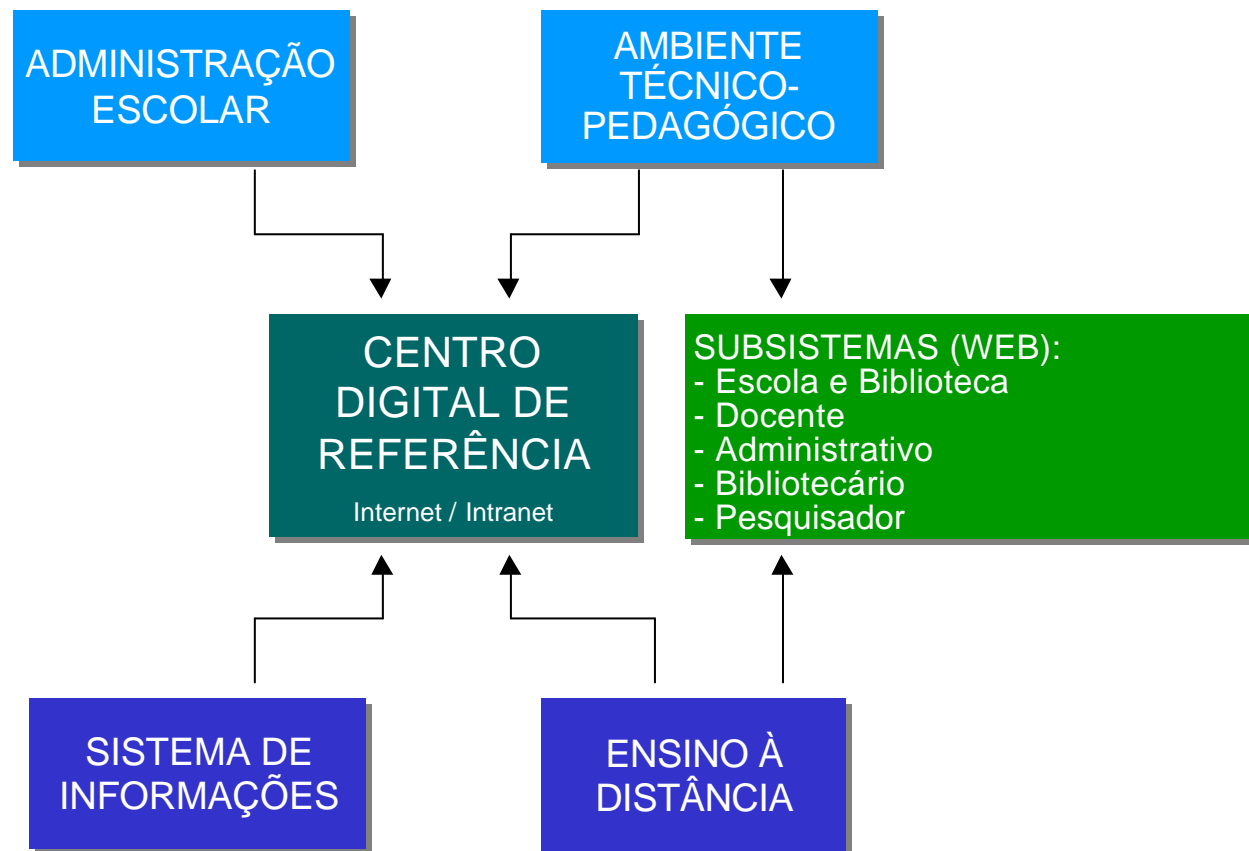 ADMINISTRAÇÃO
ESCOLAR
AMBIENTE
TÉCNICO-
PEDAGÓGICO
CENTRO
DIGITAL DE
REFERÊNCIA
Internet / Intranet
SUBSISTEMAS (WEB):
- Escola e Biblioteca
- Docente
- Administrativo
- Bibliotecário
- Pesquisador
SISTEMA DE
INFORMAÇÕES
ENSINO À
DISTÂNCIA